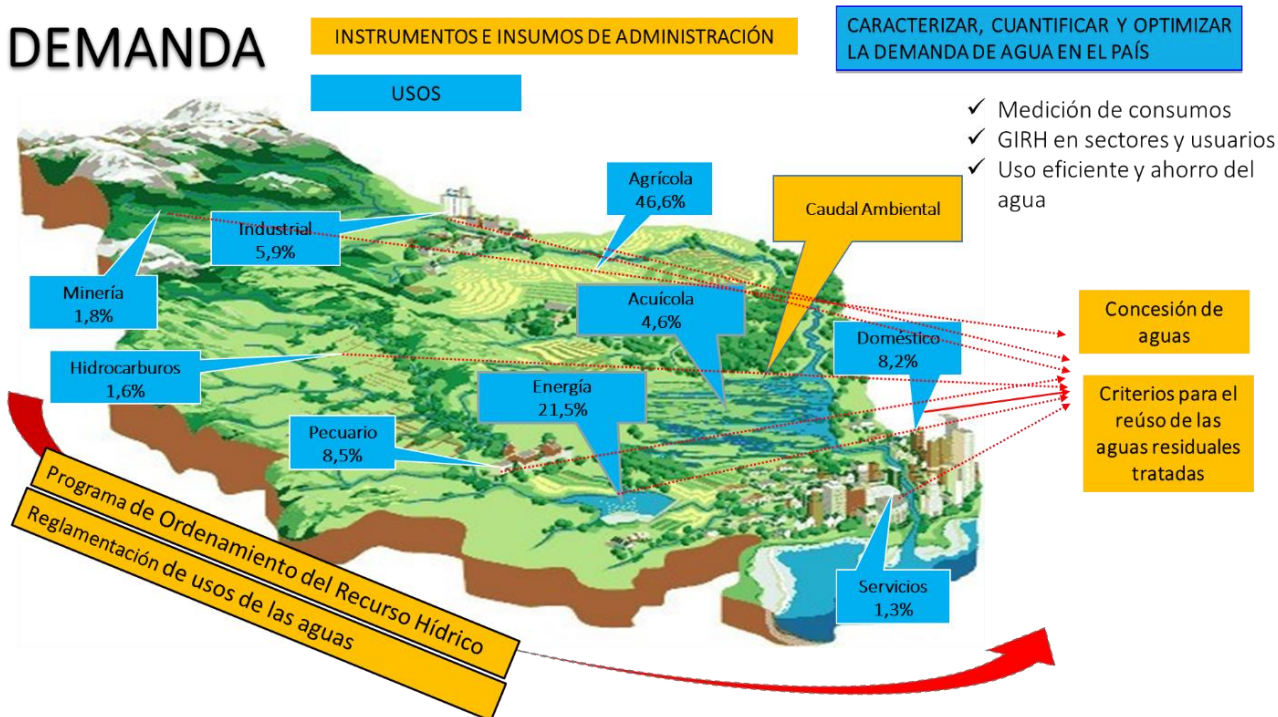 DEMANDA
INSTRUMENTOS E INSUMOS DE ADMINISTRACIÓN
USOS
CARACTERIZAR, CUANTIFICAR Y OPTIMIZAR
LA DEMANDA DE AGUA EN EL PAÍS
✓ Medición de consumos
✓ GIRH en sectores y usuarios
✓ Uso eficiente y ahorro del
agua
Agrícola
46,6%
Caudal Ambiental
Industrial
5,9%
Minería
1,8%
Acuícola
4,6%
Concesión de
aguas
Doméstico
8,2%
Hidrocarburos
1,6%
Energía
21,5%
Criterios para el
reúso de las
aguas residuales
tratadas
Pecuario
8,5%
Programa de Ordenamiento del Recurso Hídrico
Reglamentación de usos de las aguas
Servicios
1,3%